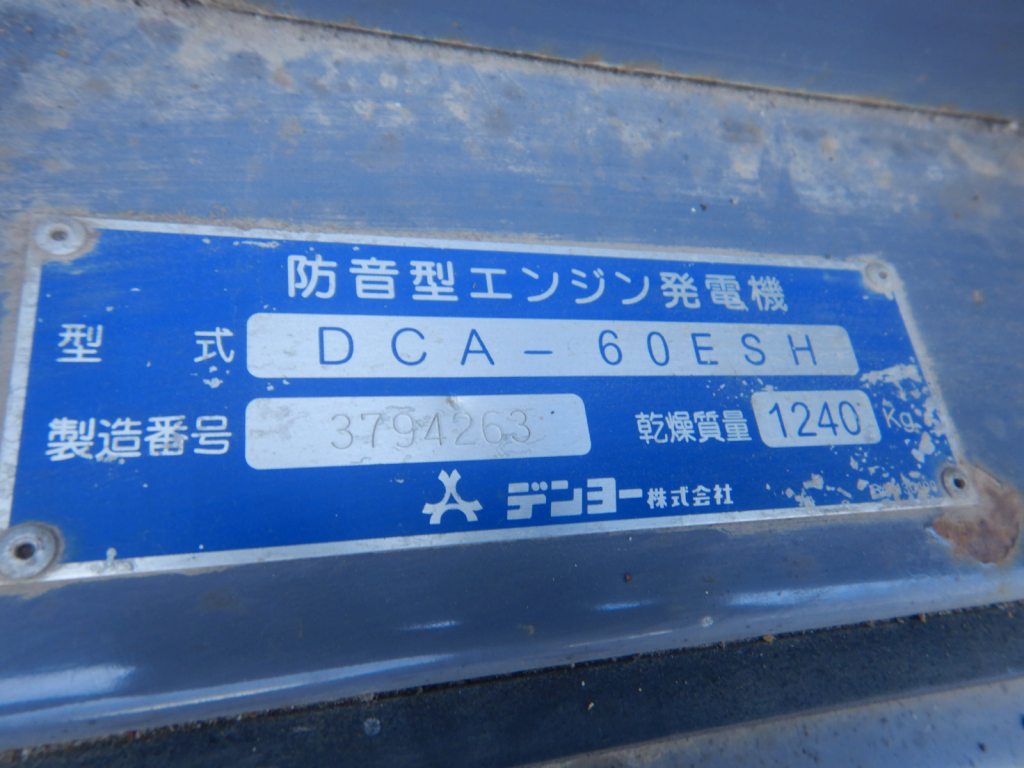 防音型エンジン発電機
型式 DCA-60ESH
製造番号 3794263 乾燥質量 1240 Kg
デンヨー株式会社